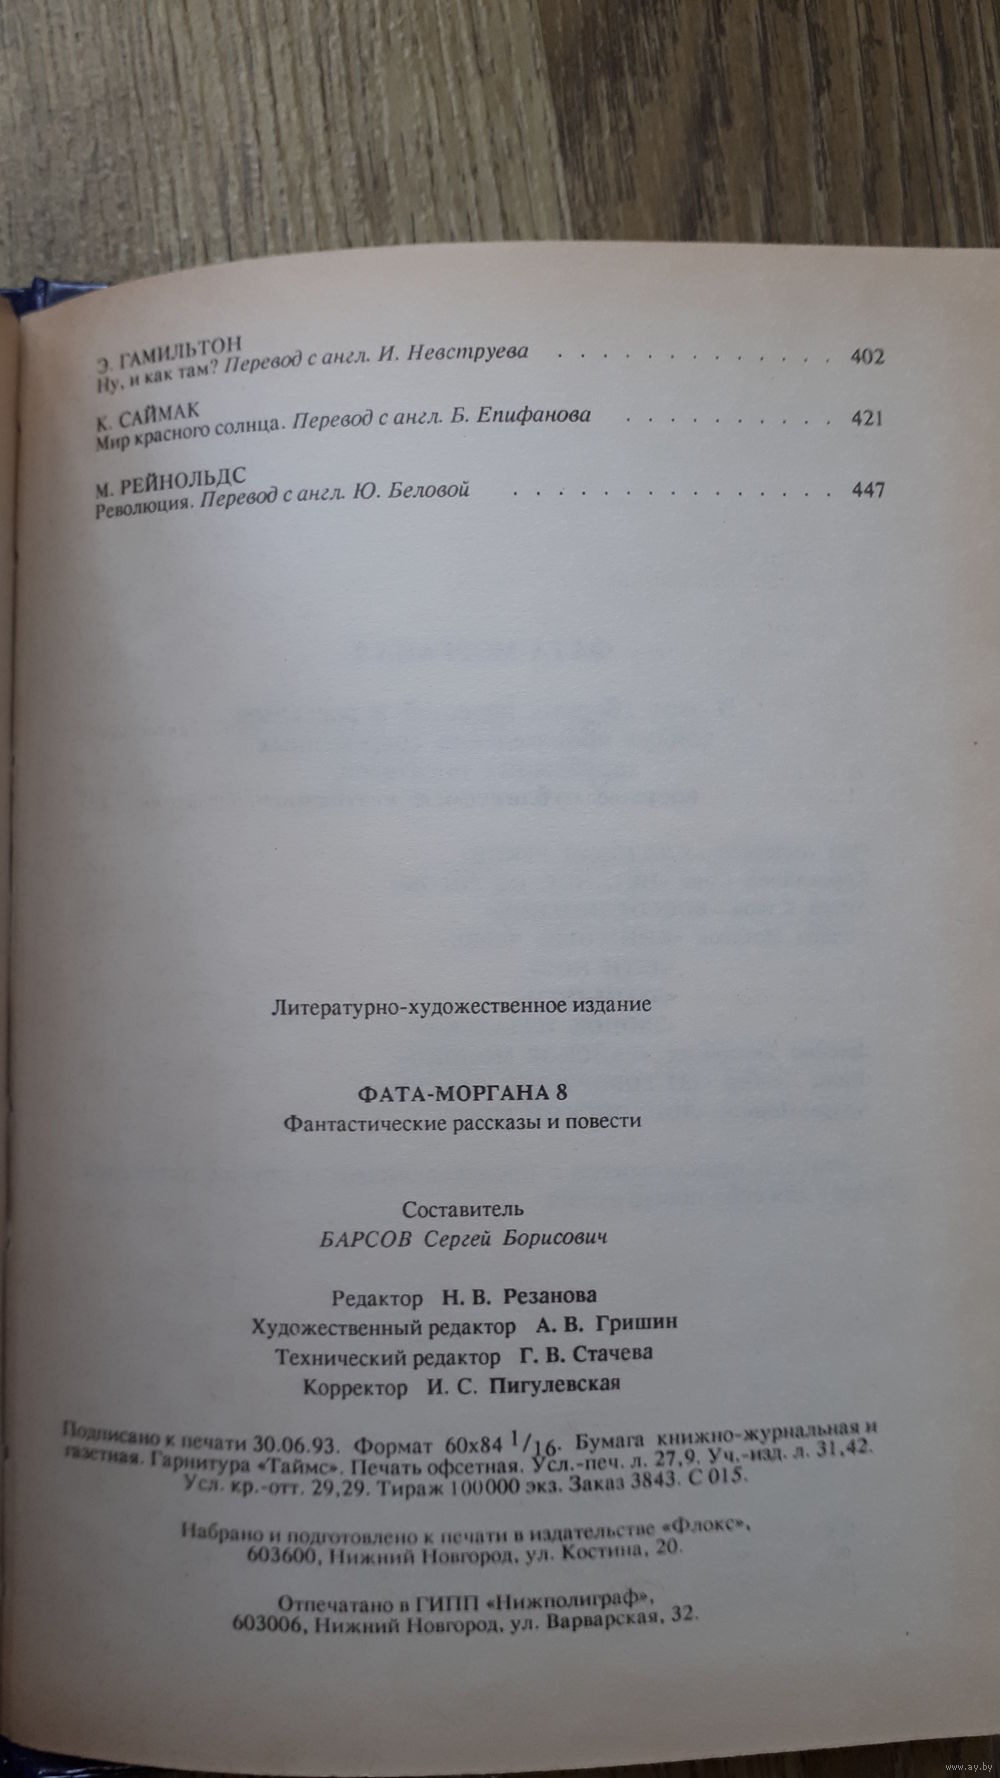 Э. ГАМИЛЬТОН
Ну, и как там? Перевод с англ. И. Невструева . . . . . . . . . . . . . 402
К. САЙМАК
Мир красного солнца. Перевод с англ. Б. Епифанова . . . . . . . . . . 421
М. РЕЙНОЛЬДС
Революция. Перевод с англ. Ю. Беловой . . . . . . . . . . . . . . . 447
Литературно-художественное издание
ФАТА-МОРГАНА 8
Фантастические рассказы и повести
Составитель
БАРСОВ Сергей Борисович
Редактор Н. В. Резанова
Художественный редактор А. В. Гришин
Технический редактор Г. В. Стачева
Корректор И. С. Пигулевская
Подписано к печати 30.06.93. Формат 60х84 1/16. Бумага книжно-журнальная и
газетная. Гарнитура «Таймс». Печать офсетная. Усл.-печ. л. 27,9. Уч.-изд. л. 31,42.
Усл. кр.-отт. 29,29. Тираж 100000 экз. Заказ 3843. С 015.
Набрано и подготовлено к печати в издательстве «Флокс»,
603600, Нижний Новгород, ул. Костина, 20.
Отпечатано в ГИПП «Нижполиграф»,
603006, Нижний Новгород, ул. Варварская, 32.
www.ay.by